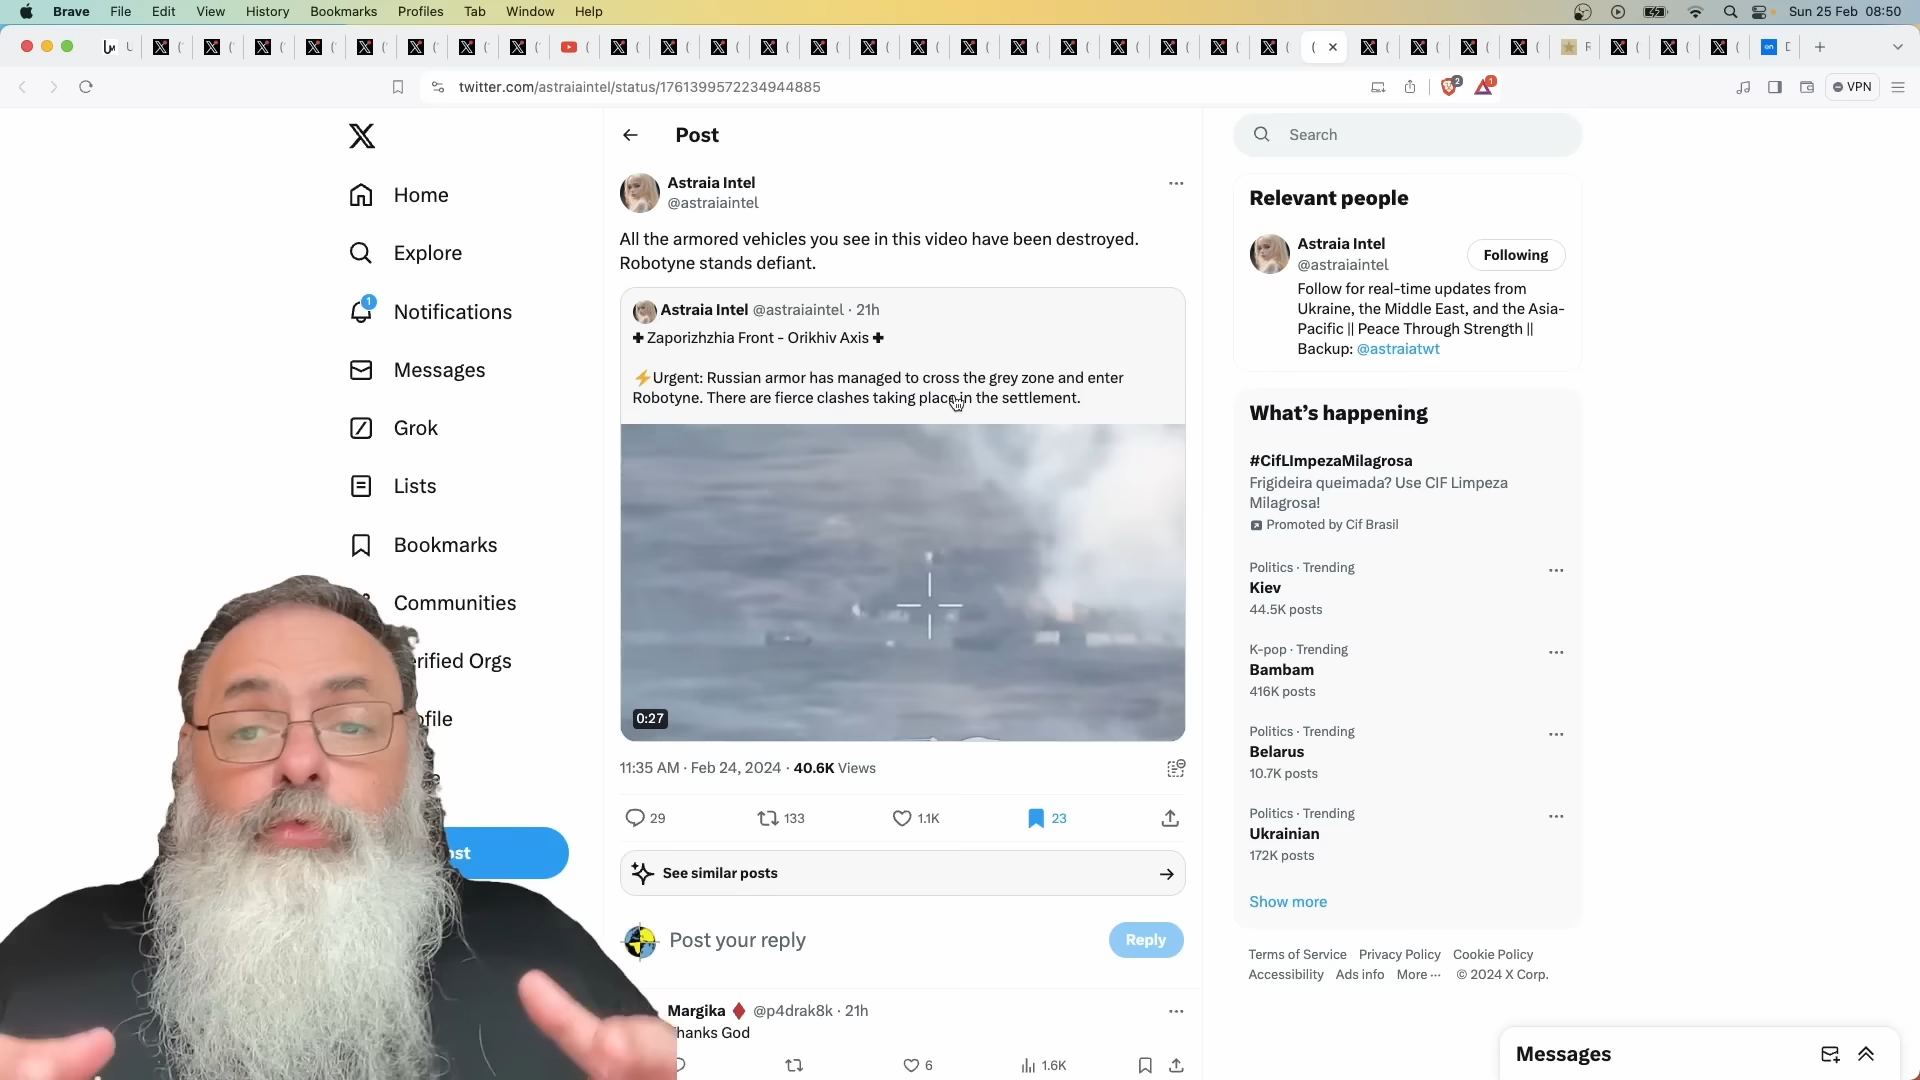 Brave File Edit View History Bookmarks Profiles Tab Window Help
Sun 25 Feb 08:50
twitter.com/astraiaintel/status/1761399572234944885
2
1
VPN
Post
Search
Home
Explore
1
Notifications
Messages
Grok
Lists
Bookmarks
Communities
erified Orgs
ofile
ost
Astraia Intel
@astraiaintel
All the armored vehicles you see in this video have been destroyed.
Robotyne stands defiant.
Astraia Intel @astraiaintel · 21h
✚ Zaporizhzhia Front - Orikhiv Axis ✚
⚡Urgent: Russian armor has managed to cross the grey zone and enter
Robotyne. There are fierce clashes taking place in the settlement.
0:27
11:35 AM · Feb 24, 2024 · 40.6K Views
29 133 1.1K 23
See similar posts
Post your reply
Reply
Margika ♦ @p4drak8k · 21h
hanks God
6 1.6K
Relevant people
Astraia Intel
@astraiaintel
Following
Follow for real-time updates from
Ukraine, the Middle East, and the Asia-
Pacific || Peace Through Strength ||
Backup: @astraiatwt
What's happening
#CifLImpezaMilagrosa
Frigideira queimada? Use CIF Limpeza
Milagrosa!
Promoted by Cif Brasil
Politics · Trending
Kiev
44.5K posts
K-pop · Trending
Bambam
416K posts
Politics · Trending
Belarus
10.7K posts
Politics · Trending
Ukrainian
172K posts
Show more
Terms of Service Privacy Policy Cookie Policy
Accessibility Ads info More ··· © 2024 X Corp.
Messages